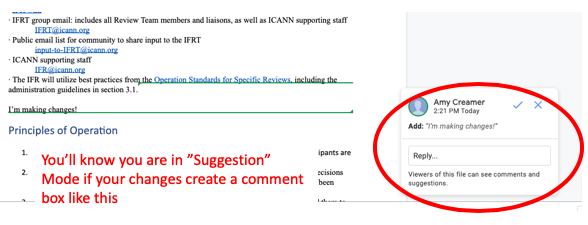 · IFRT group email: includes all Review Team members and liaisons, as well as ICANN supporting staff
IFRT@icann.org
· Public email list for community to share input to the IFRT
input-to-IFRT@icann.org
· ICANN supporting staff
IFR@icann.org
· The IFR will utilize best practices from the Operation Standards for Specific Reviews, including the
administration guidelines in section 3.1.
I'm making changes!
Principles of Operation
1. ipants are
2. ecisions
been
You'll know you are in "Suggestion"
Mode if your changes create a comment
box like this
Amy Creamer
2:21 PM Today
Add: "I'm making changes!"
Reply...
Viewers of this file can see comments and
suggestions.